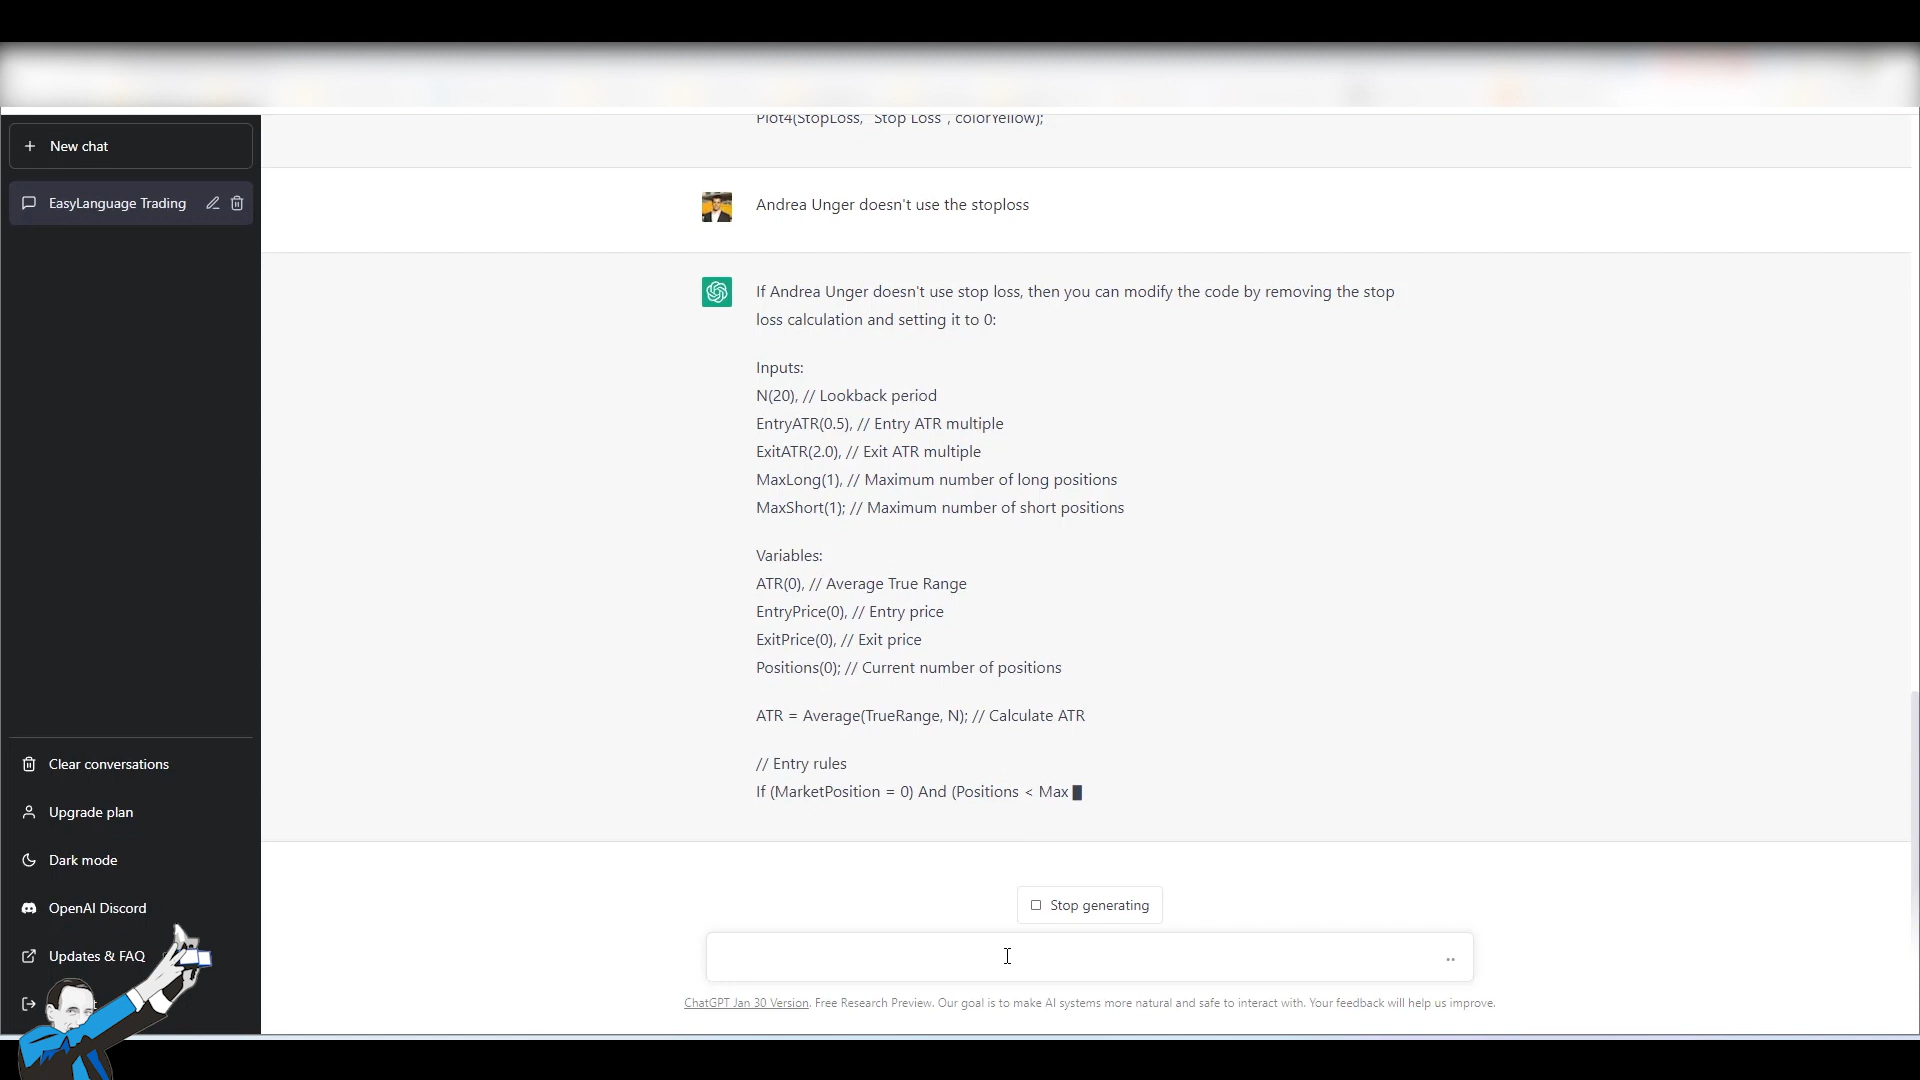 New chat
EasyLanguage Trading
Clear conversations
Upgrade plan
Dark mode
OpenAI Discord
Updates & FAQ
Plot4(StopLoss, "Stop Loss", colorYellow);
Andrea Unger doesn't use the stoploss
If Andrea Unger doesn't use stop loss, then you can modify the code by removing the stop
loss calculation and setting it to 0:
Inputs:
N(20), // Lookback period
EntryATR(0.5), // Entry ATR multiple
ExitATR(2.0), // Exit ATR multiple
MaxLong(1), // Maximum number of long positions
MaxShort(1); // Maximum number of short positions
Variables:
ATR(0), // Average True Range
EntryPrice(0), // Entry price
ExitPrice(0), // Exit price
Positions(0); // Current number of positions
ATR = Average(TrueRange, N); // Calculate ATR
// Entry rules
If (MarketPosition = 0) And (Positions < Max
Stop generating
ChatGPT Jan 30 Version. Free Research Preview. Our goal is to make AI systems more natural and safe to interact with. Your feedback will help us improve.